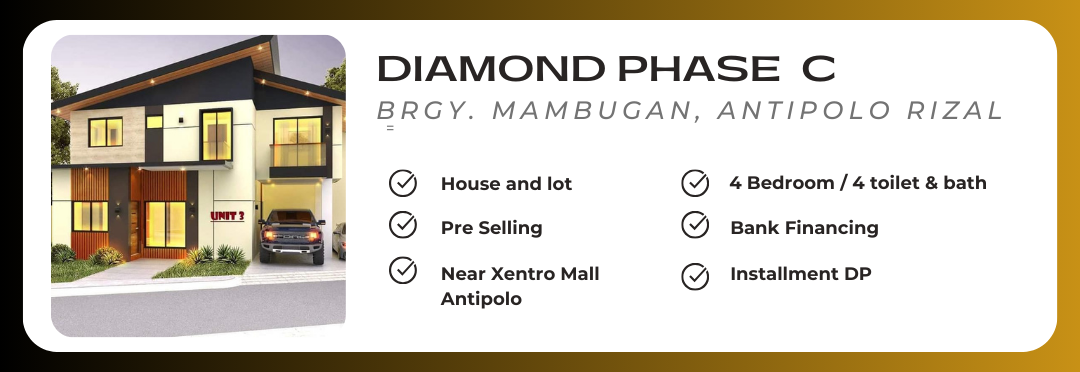 DIAMOND PHASE C
BRGY. MAMBUGAN, ANTIPOLO RIZAL
=
House and lot
Pre Selling
Near Xentro Mall
Antipolo
4 Bedroom / 4 toilet & bath
Bank Financing
Installment DP
UNIT 3